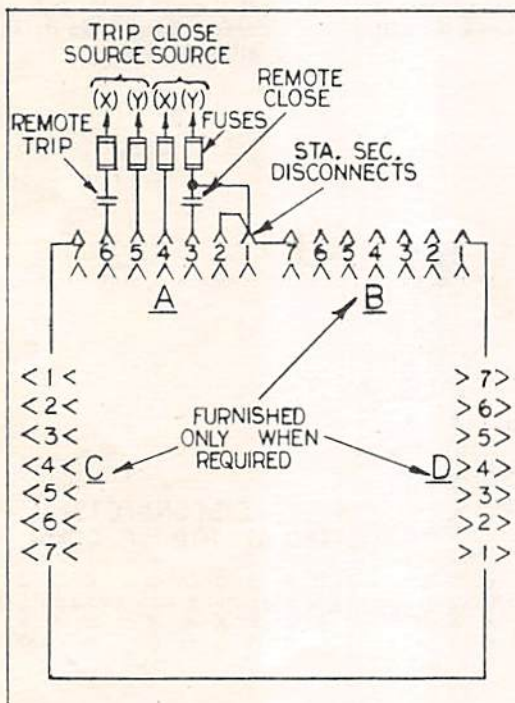 TRIP CLOSE
SOURCE SOURCE
(X) (Y) (X) (Y)
REMOTE
TRIP
FUSES
REMOTE
CLOSE
STA. SEC.
DISCONNECTS
7 6 5 4 3 2 1
7 6 5 4 3 2 1
A
B
1
2
3
4
5
6
7
C
FURNISHED
ONLY WHEN
REQUIRED
D
7
6
5
4
3
2
1